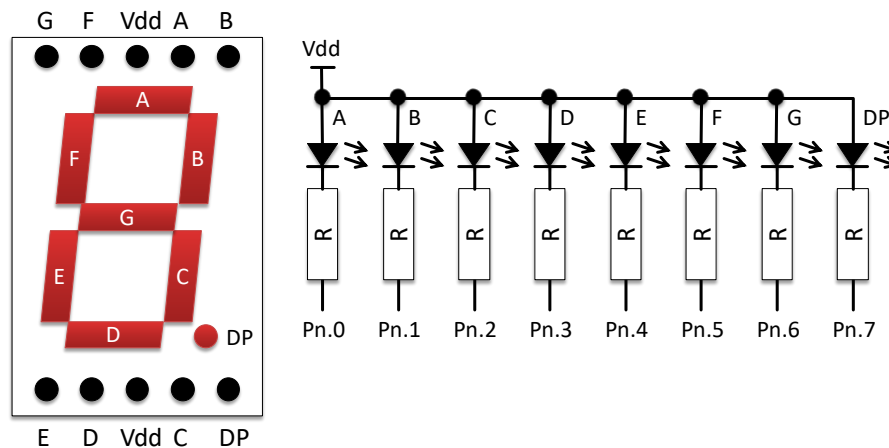 G F Vdd A B
A
F
B
G
E
C
D
DP
E D Vdd C DP
Vdd
A B C D E F G DP
R R R R R R R R
Pn.0 Pn.1 Pn.2 Pn.3 Pn.4 Pn.5 Pn.6 Pn.7